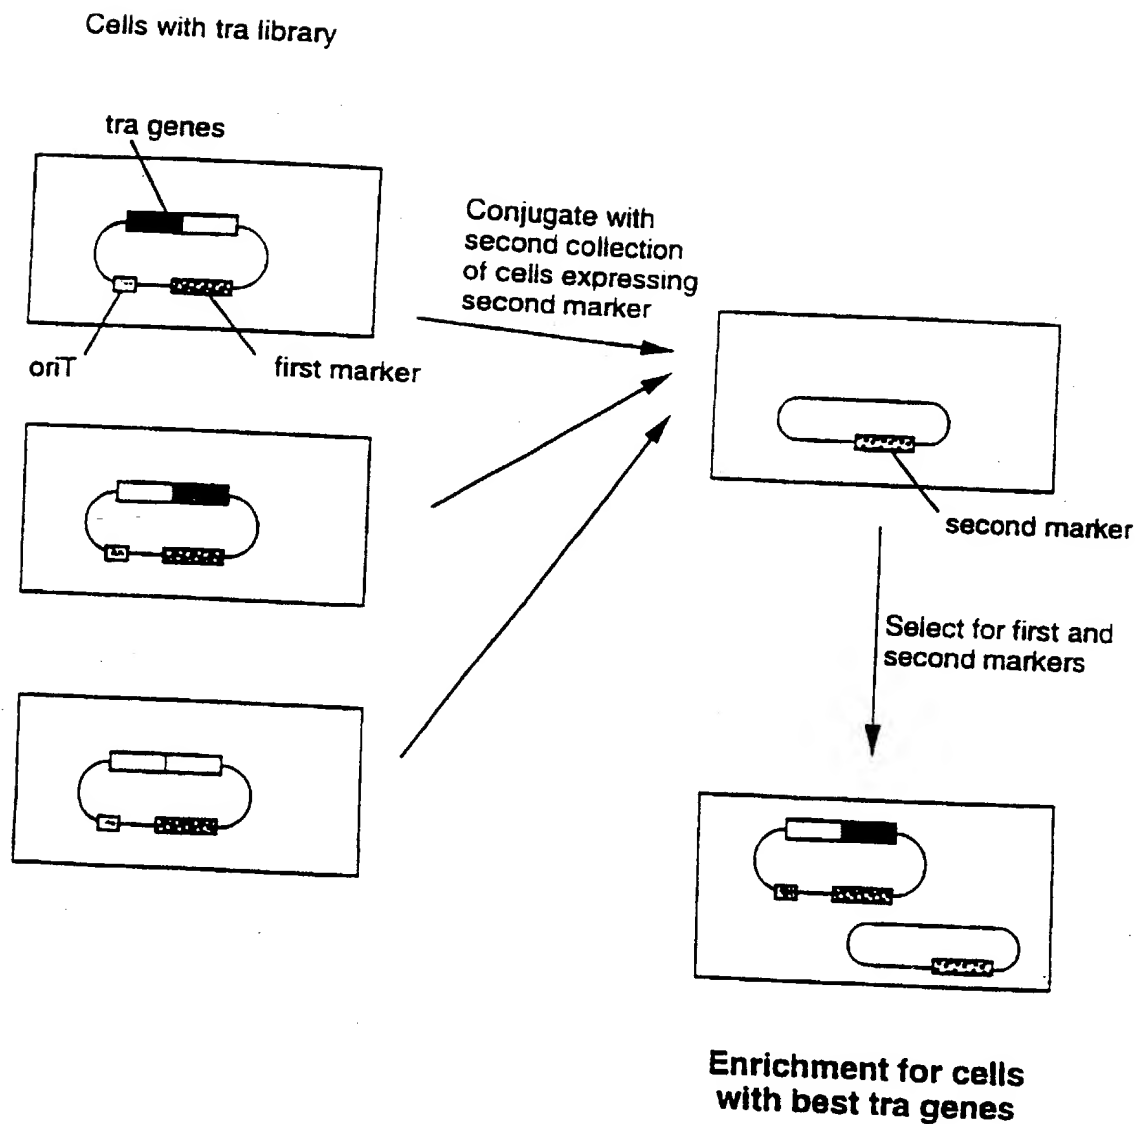 Cells with tra library
tra genes
Conjugate with
second collection
of cells expressing
second marker
oriT
first marker
second marker
Select for first and
second markers
Enrichment for cells
with best tra genes